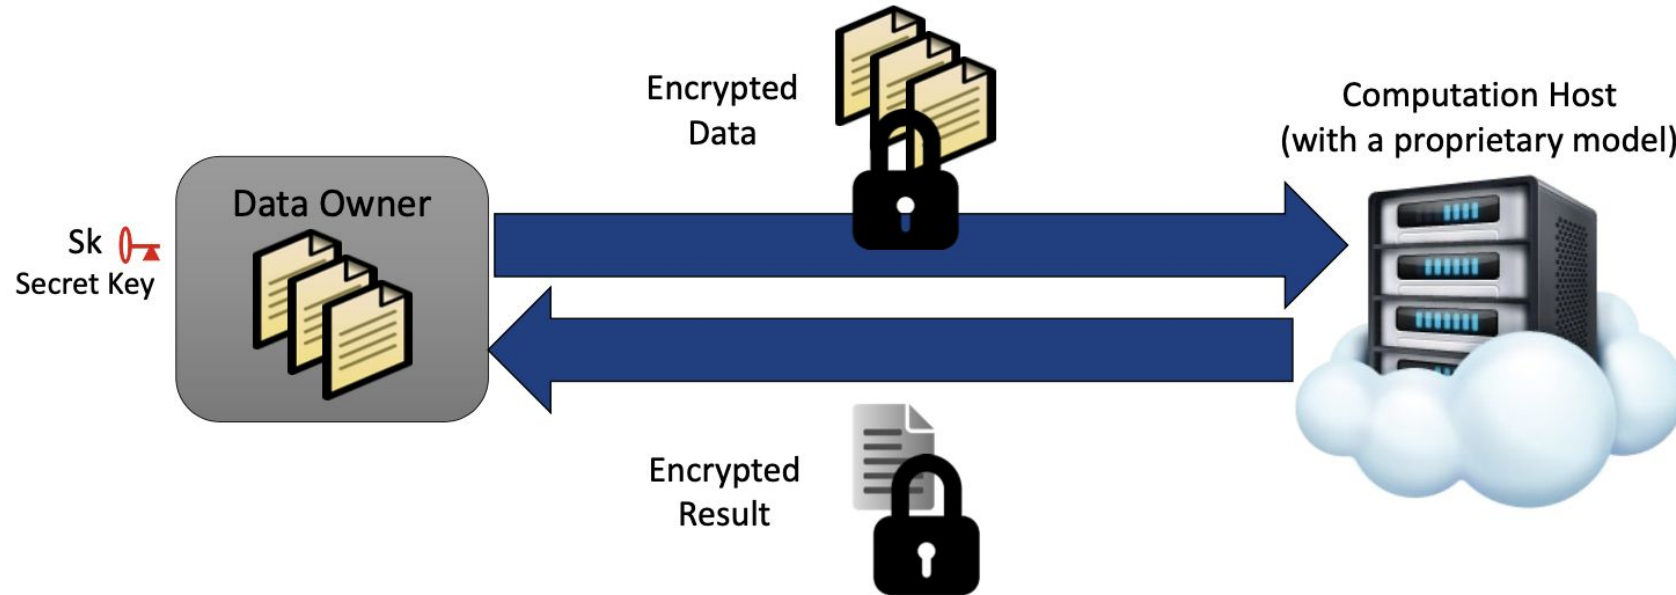 Encrypted
Data
Computation Host
(with a proprietary model)
Data Owner
Sk
Secret Key
Encrypted
Result